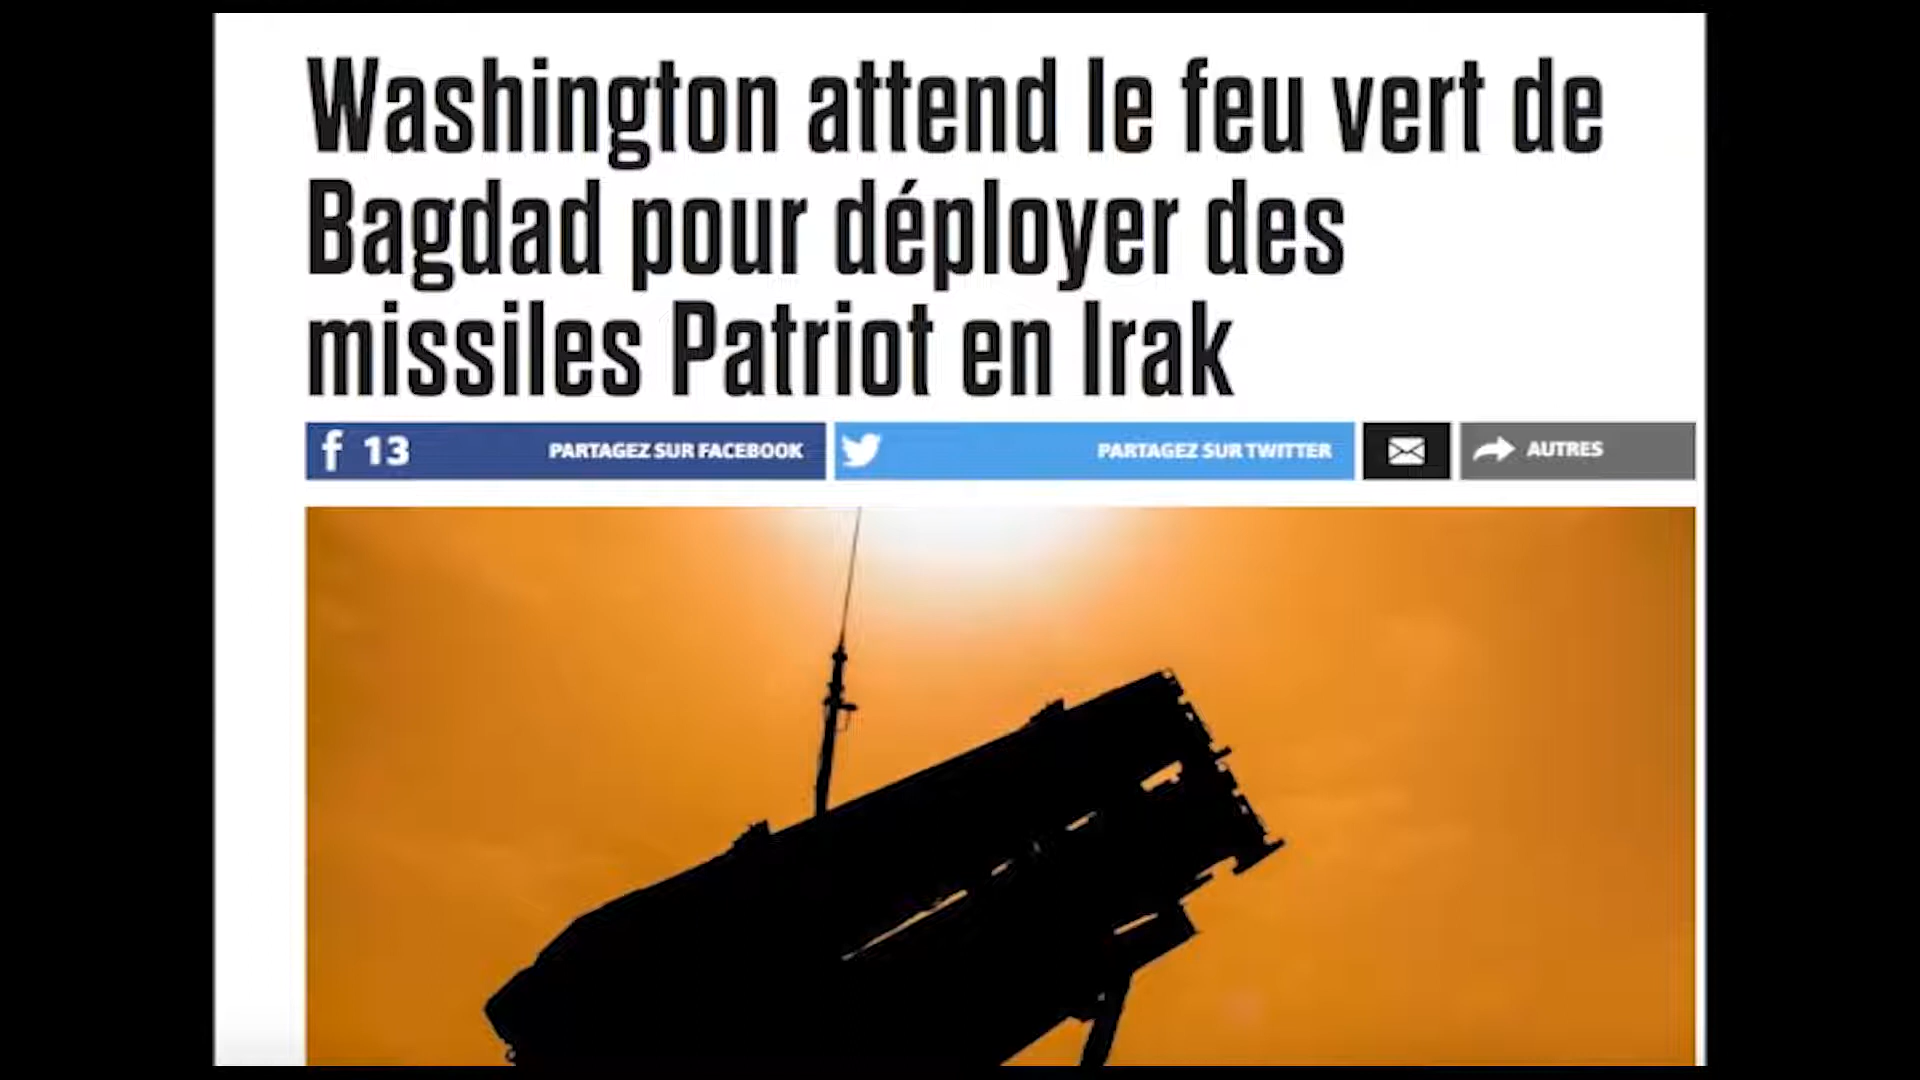 Washington attend le feu vert de
Bagdad pour déployer des
missiles Patriot en Irak
13 PARTAGEZ SUR FACEBOOK PARTAGEZ SUR TWITTER AUTRES